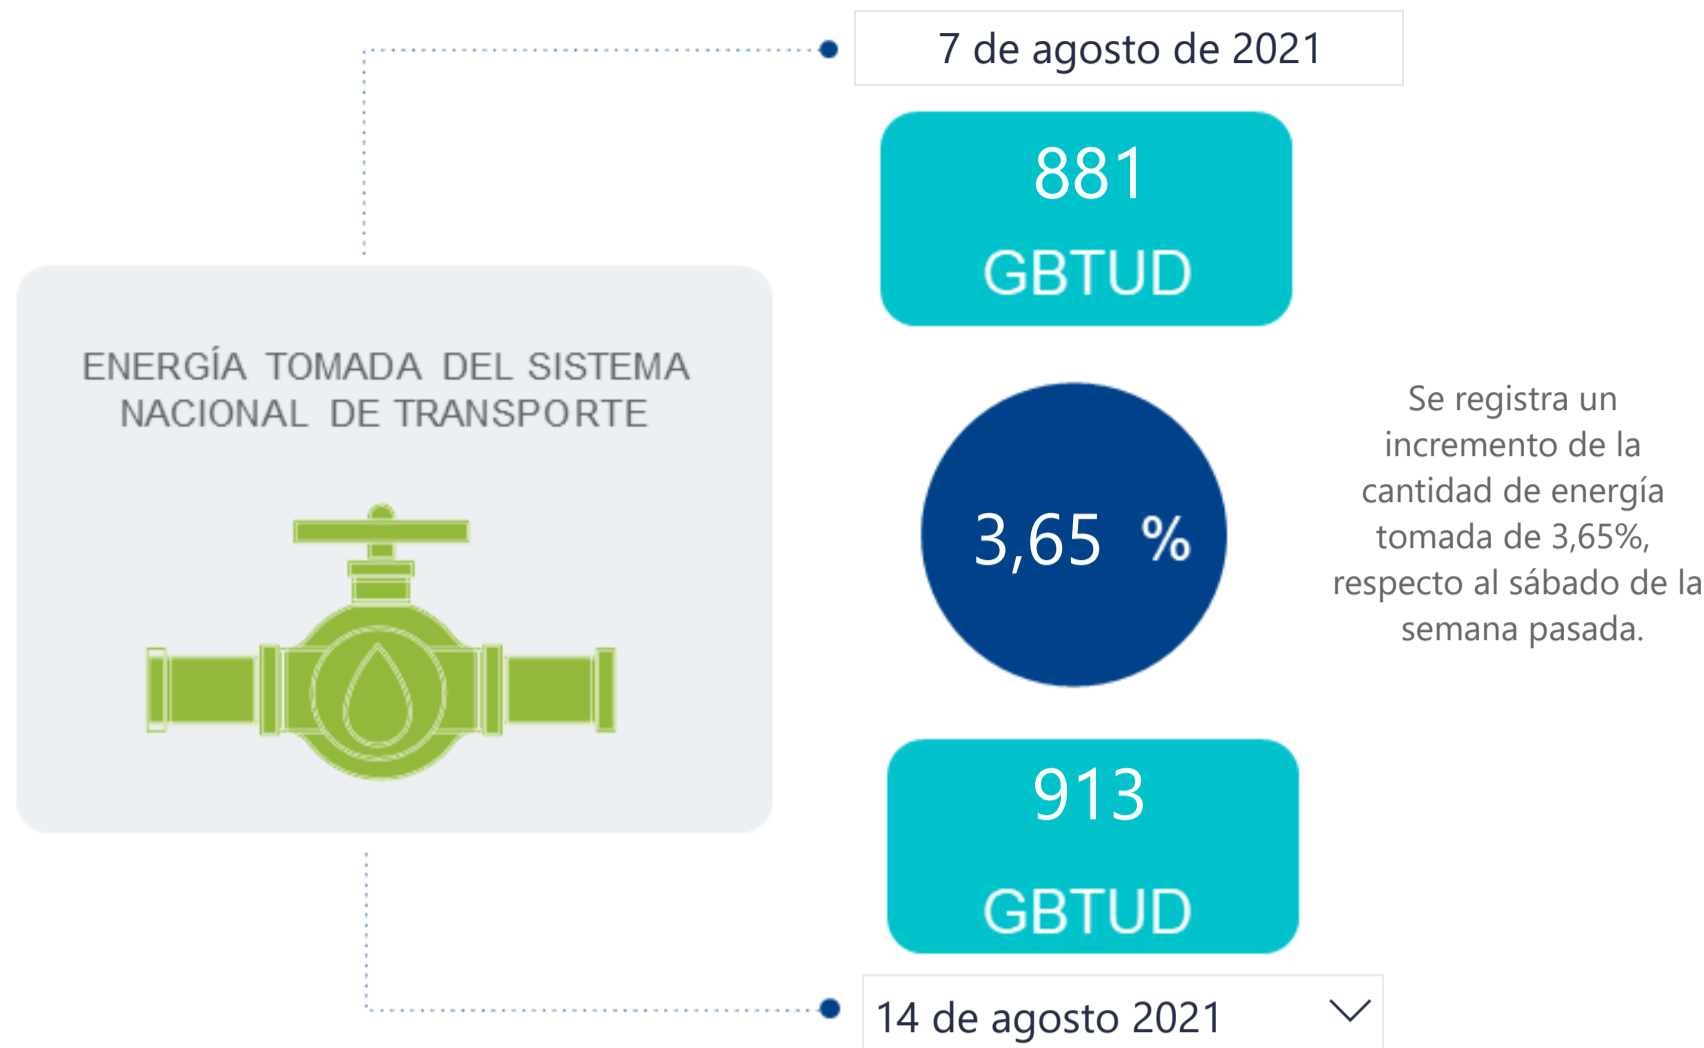 7 de agosto de 2021
881
GBTUD
ENERGÍA TOMADA DEL SISTEMA
NACIONAL DE TRANSPORTE
3,65 %
Se registra un
incremento de la
cantidad de energía
tomada de 3,65%,
respecto al sábado de la
semana pasada.
913
GBTUD
14 de agosto 2021